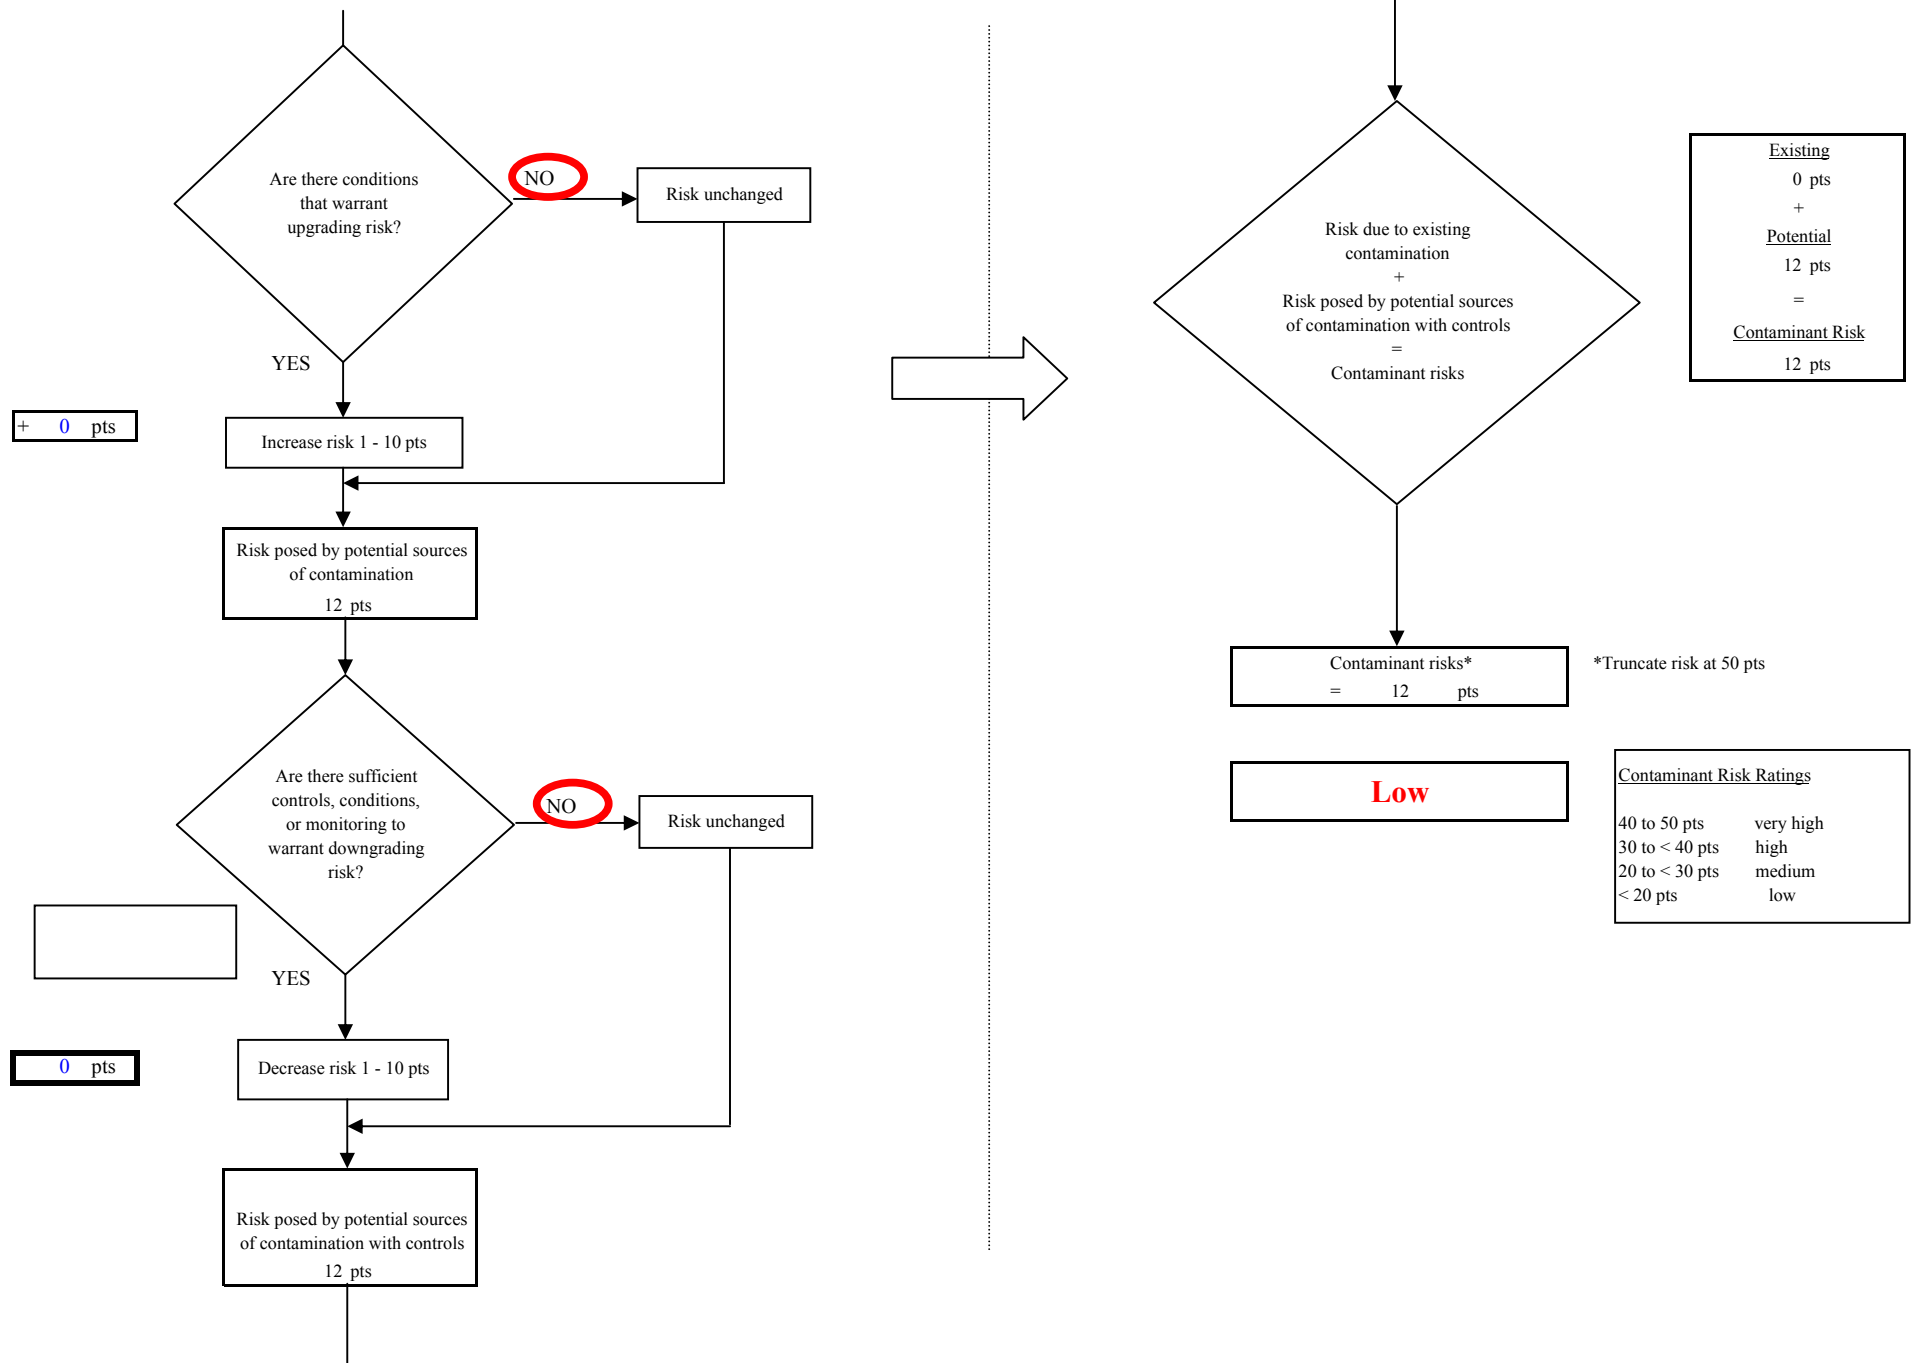 Are there conditions
that warrant
upgrading risk?
NO
Risk unchanged
YES
+ 0 pts
Increase risk 1 - 10 pts
Risk posed by potential sources
of contamination
12 pts
Are there sufficient
controls, conditions,
or monitoring to
warrant downgrading
risk?
NO
Risk unchanged
YES
0 pts
Decrease risk 1 - 10 pts
Risk posed by potential sources
of contamination with controls
12 pts
Risk due to existing
contamination
+
Risk posed by potential sources
of contamination with controls
=
Contaminant risks
Existing
0 pts
+
Potential
12 pts
=
Contaminant Risk
12 pts
Contaminant risks*
= 12 pts
*Truncate risk at 50 pts
Low
Contaminant Risk Ratings
40 to 50 pts very high
30 to < 40 pts high
20 to < 30 pts medium
< 20 pts low